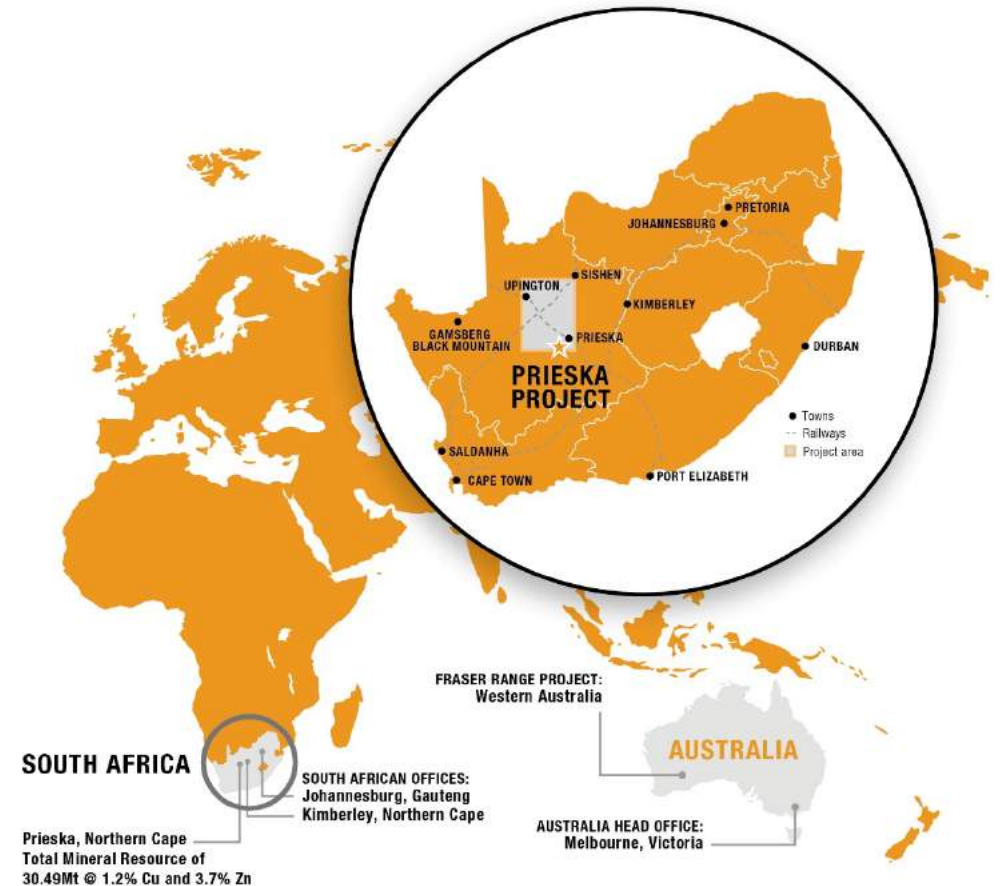 PRETORIA
JOHANNESBURG
SISHEN
UPINGTON
KIMBERLEY
GAMSBERG
BLACK MOUNTAIN
PRIESKA
DURBAN
PRIESKA
PROJECT
Towns
Railways
Project area
SALDANHA
CAPE TOWN
PORT ELIZABETH
FRASER RANGE PROJECT:
Western Australia
AUSTRALIA
SOUTH AFRICA
SOUTH AFRICAN OFFICES:
Johannesburg, Gauteng
Kimberley, Northern Cape
AUSTRALIA HEAD OFFICE:
Melbourne, Victoria
Prieska, Northern Cape
Total Mineral Resource of
30.49Mt @ 1.2% Cu and 3.7% Zn